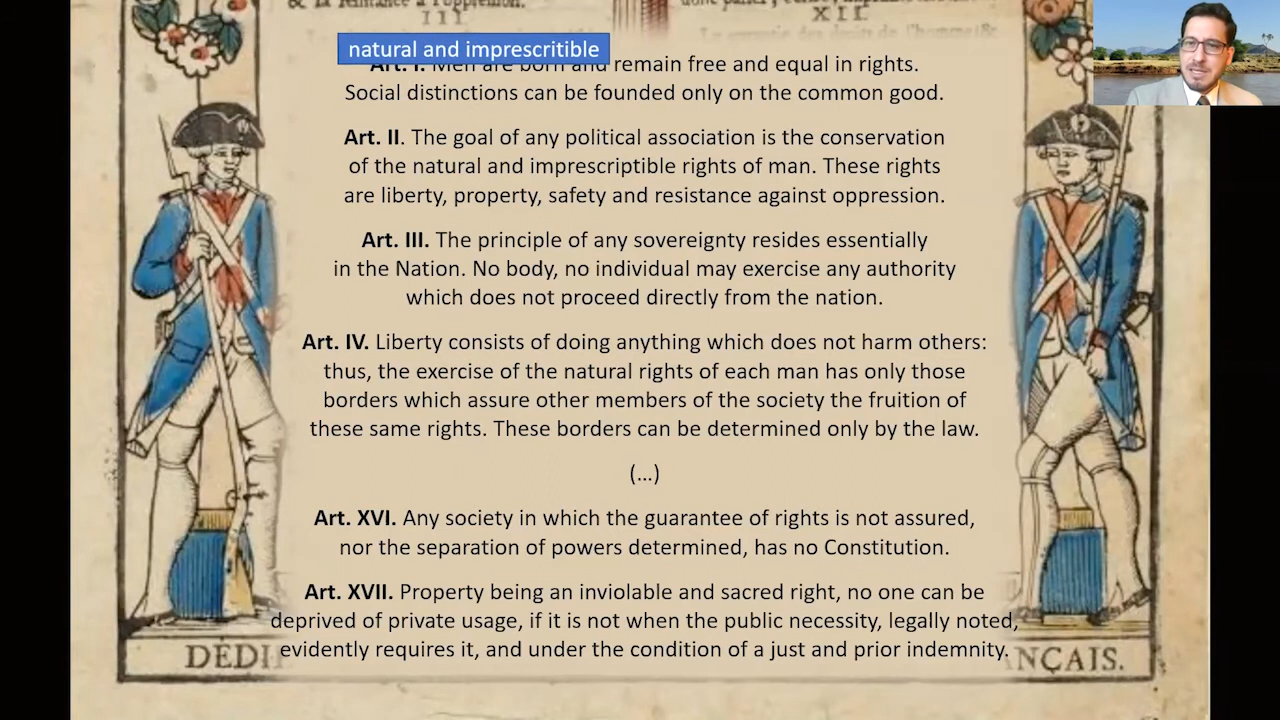 & la résistance à l'oppression.
III
XII
natural and imprescritible
Art. I. Men are born and remain free and equal in rights.
Social distinctions can be founded only on the common good.
Art. II. The goal of any political association is the conservation
of the natural and imprescriptible rights of man. These rights
are liberty, property, safety and resistance against oppression.
Art. III. The principle of any sovereignty resides essentially
in the Nation. No body, no individual may exercise any authority
which does not proceed directly from the nation.
Art. IV. Liberty consists of doing anything which does not harm others:
thus, the exercise of the natural rights of each man has only those
borders which assure other members of the society the fruition of
these same rights. These borders can be determined only by the law.
(...)
Art. XVI. Any society in which the guarantee of rights is not assured,
nor the separation of powers determined, has no Constitution.
Art. XVII. Property being an inviolable and sacred right, no one can be
deprived of private usage, if it is not when the public necessity, legally noted,
evidently requires it, and under the condition of a just and prior indemnity.
DÉDI NÇAIS.